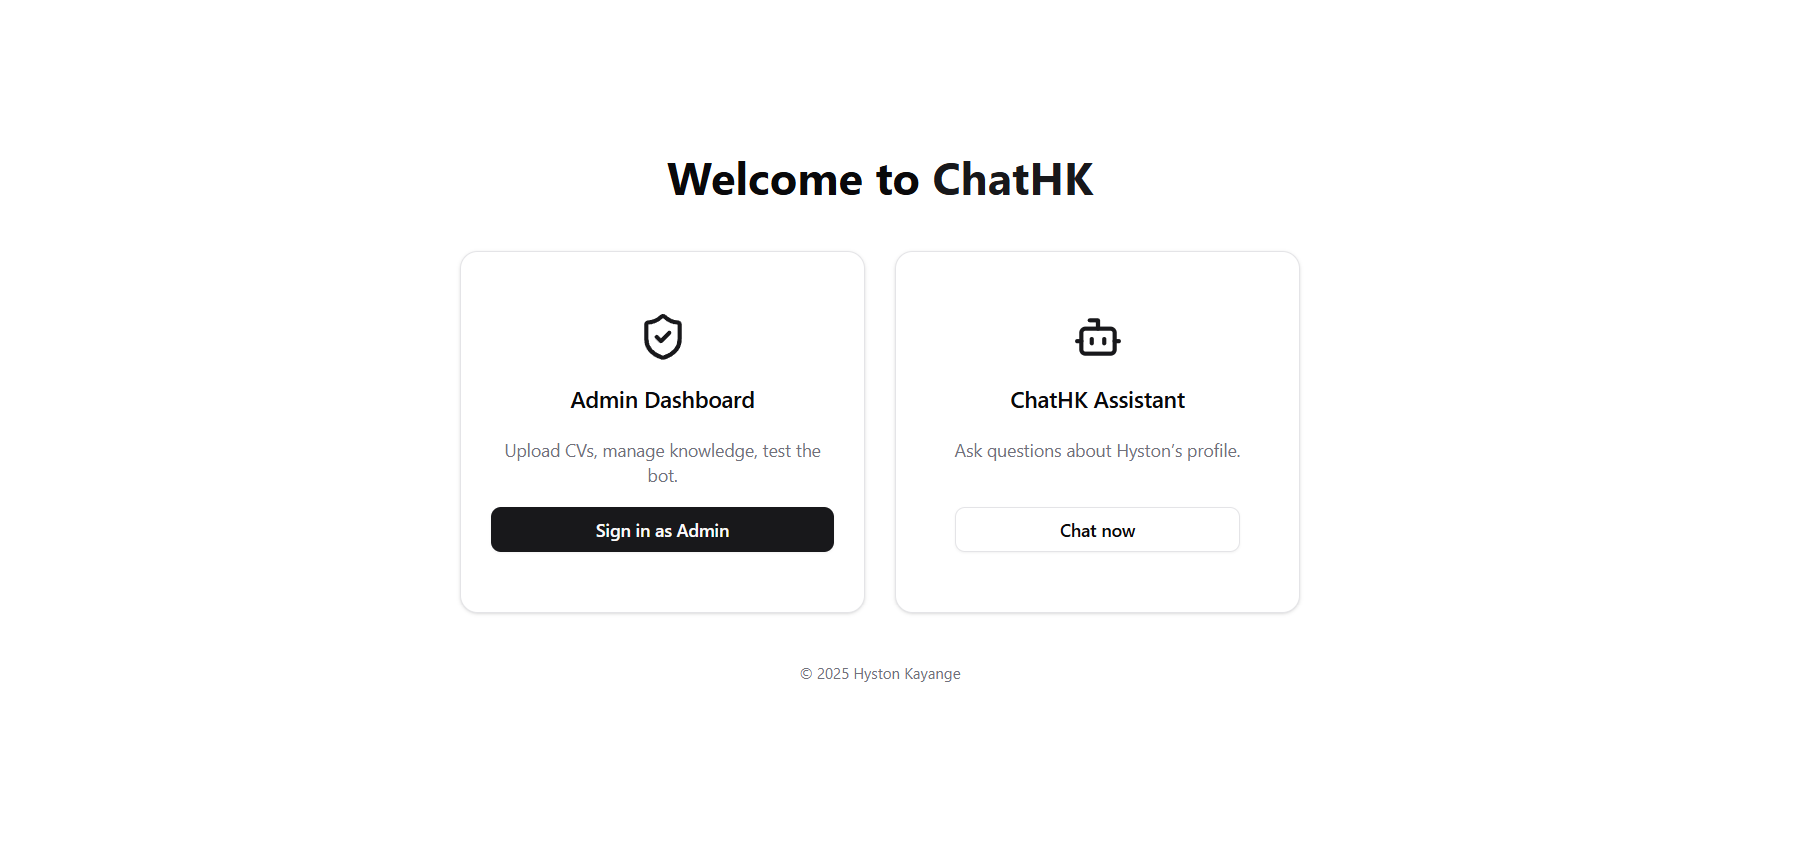 Welcome to ChatHK
Admin Dashboard
Upload CVs, manage knowledge, test the
bot.
Sign in as Admin
ChatHK Assistant
Ask questions about Hyston’s profile.
Chat now
© 2025 Hyston Kayange